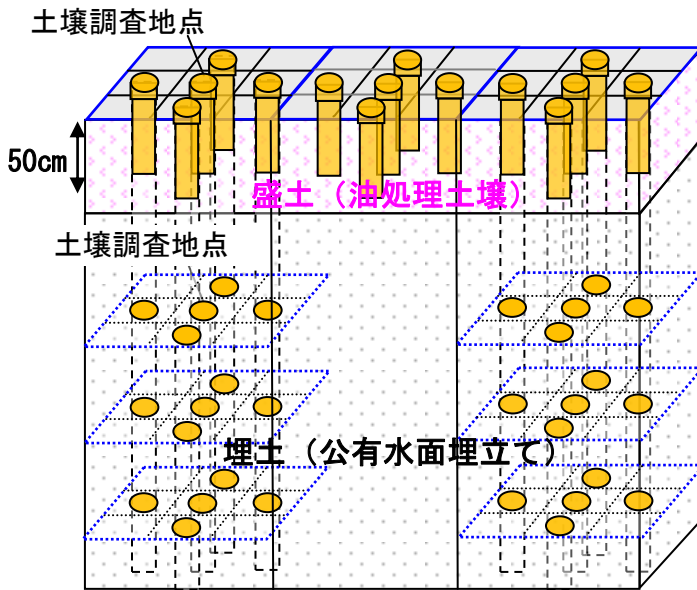 土壌調査地点
50cm
盛土（油処理土壌）
土壌調査地点
埋土（公有水面埋立て）